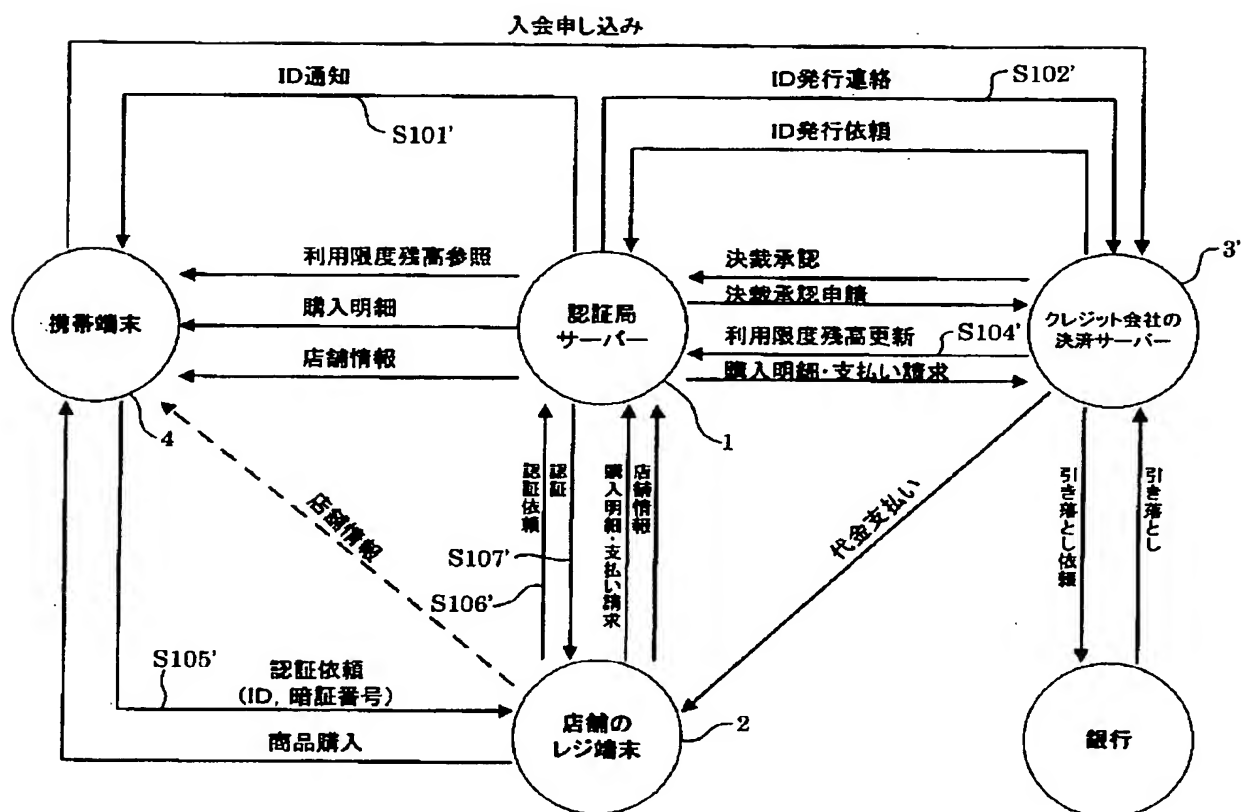 入会申し込み
ID通知
ID発行連絡
S102'
S101'
ID発行依頼
利用限度残高参照
決裁承認
3'
購入明細
決裁承認申請
携帯端末
認証局
サーバー
クレジット会社の
決済サーバー
利用限度残高更新
S104'
店舗情報
購入明細・支払い請求
4
1
認証依頼
認証
購入明細・支払い請求
店舗情報
店舗情報
代金支払い
引き落とし依頼
引き落とし
S107'
S106'
S105'
認証依頼
(ID, 暗証番号)
店舗の
レジ端末
2
銀行
商品購入